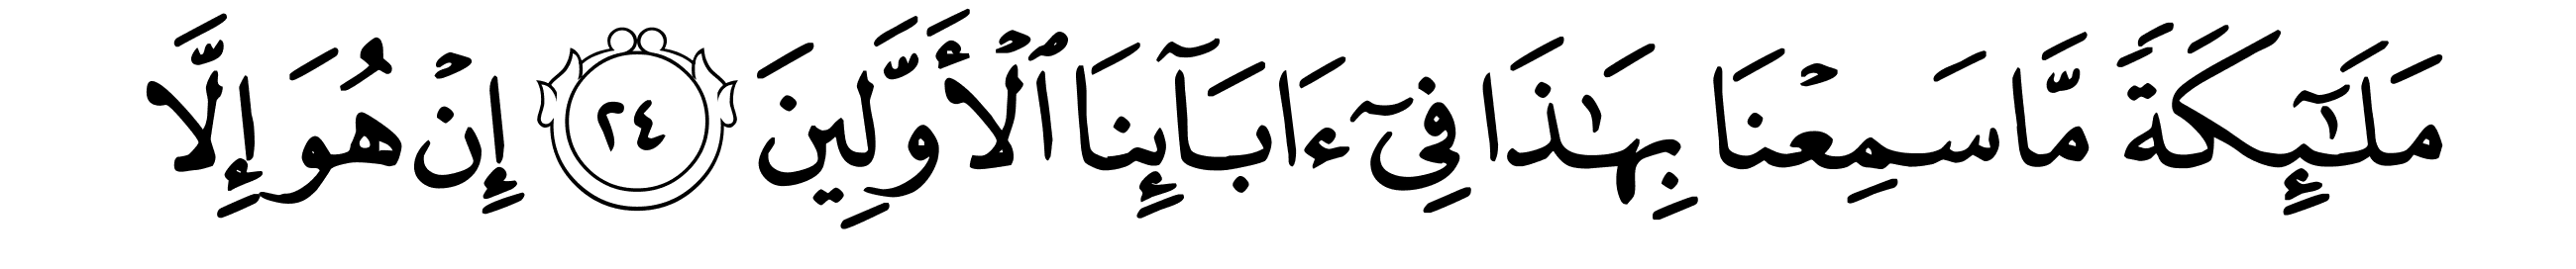 مَلَـٰٓئِكَةً مَّا سَمِعْنَا بِهَـٰذَا فِىٓ ءَابَآئِنَا ٱلْأَوَّلِينَ ٢٤ إِنْ هُوَ إِلَّا